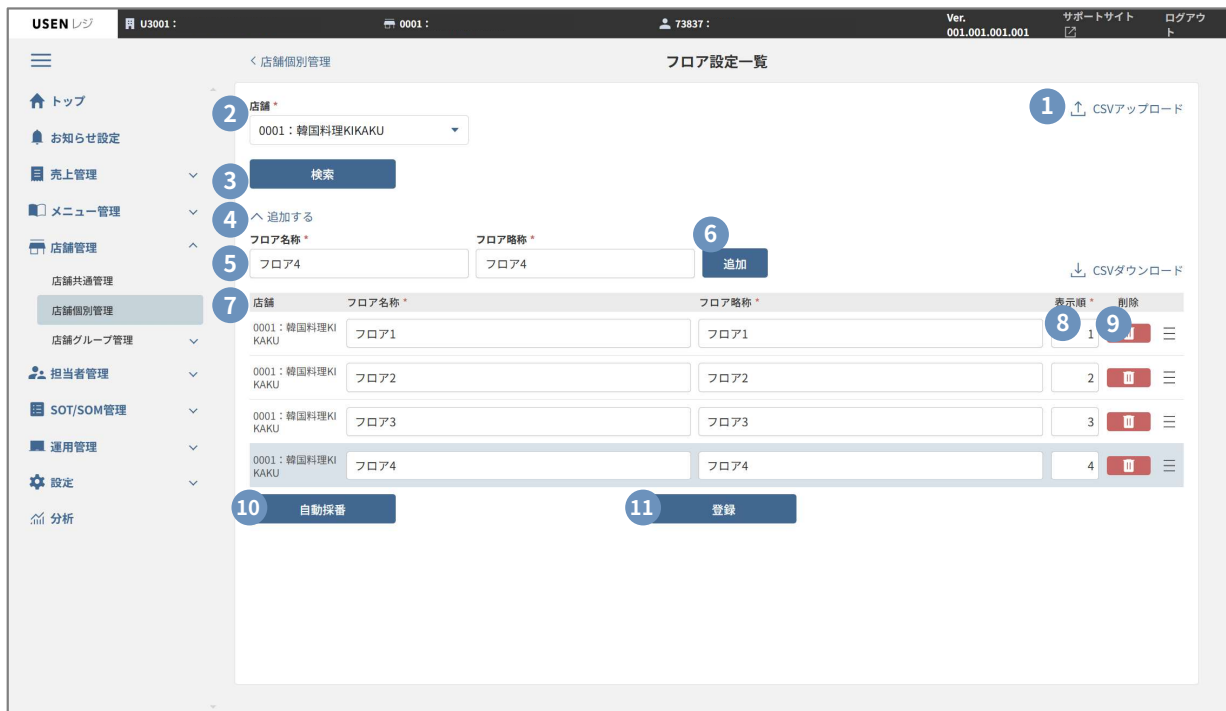 USEN レジ
U3001：
0001：
73837：
Ver.
001.001.001.001
サポートサイト
ログアウ
ト
トップ
お知らせ設定
売上管理
メニュー管理
店舗管理
店舗共通管理
店舗個別管理
店舗グループ管理
担当者管理
SOT/SOM管理
運用管理
設定
分析
< 店舗個別管理
フロア設定一覧
1 CSVアップロード
2 店舗 *
0001：韓国料理KIKAKU
3 検索
4 追加する
フロア名称 * フロア略称 *
5 フロア4 フロア4
6 追加
CSVダウンロード
7 店舗 フロア名称 * フロア略称 * 表示順 * 削除
8 9
0001：韓国料理KI
KAKU
フロア1 フロア1 1
0001：韓国料理KI
KAKU
フロア2 フロア2 2
0001：韓国料理KI
KAKU
フロア3 フロア3 3
0001：韓国料理KI
KAKU
フロア4 フロア4 4
10 自動採番
11 登録